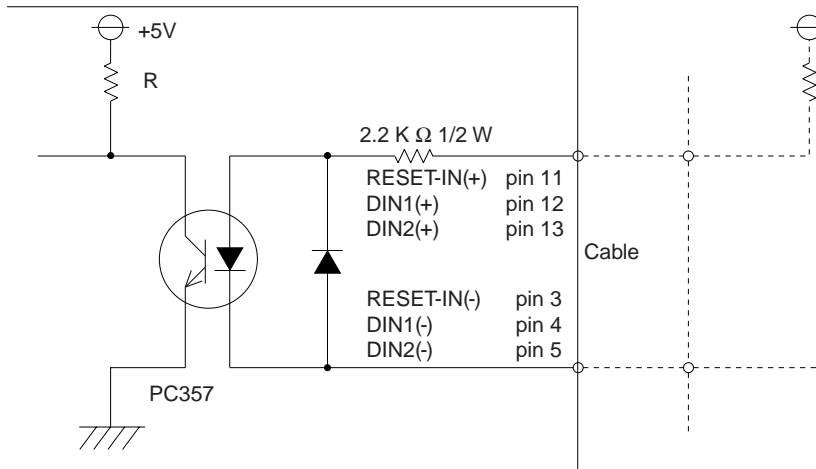 +5V
R
2.2 K Ω 1/2 W
RESET-IN(+) pin 11
DIN1(+) pin 12
DIN2(+) pin 13
Cable
RESET-IN(-) pin 3
DIN1(-) pin 4
DIN2(-) pin 5
PC357